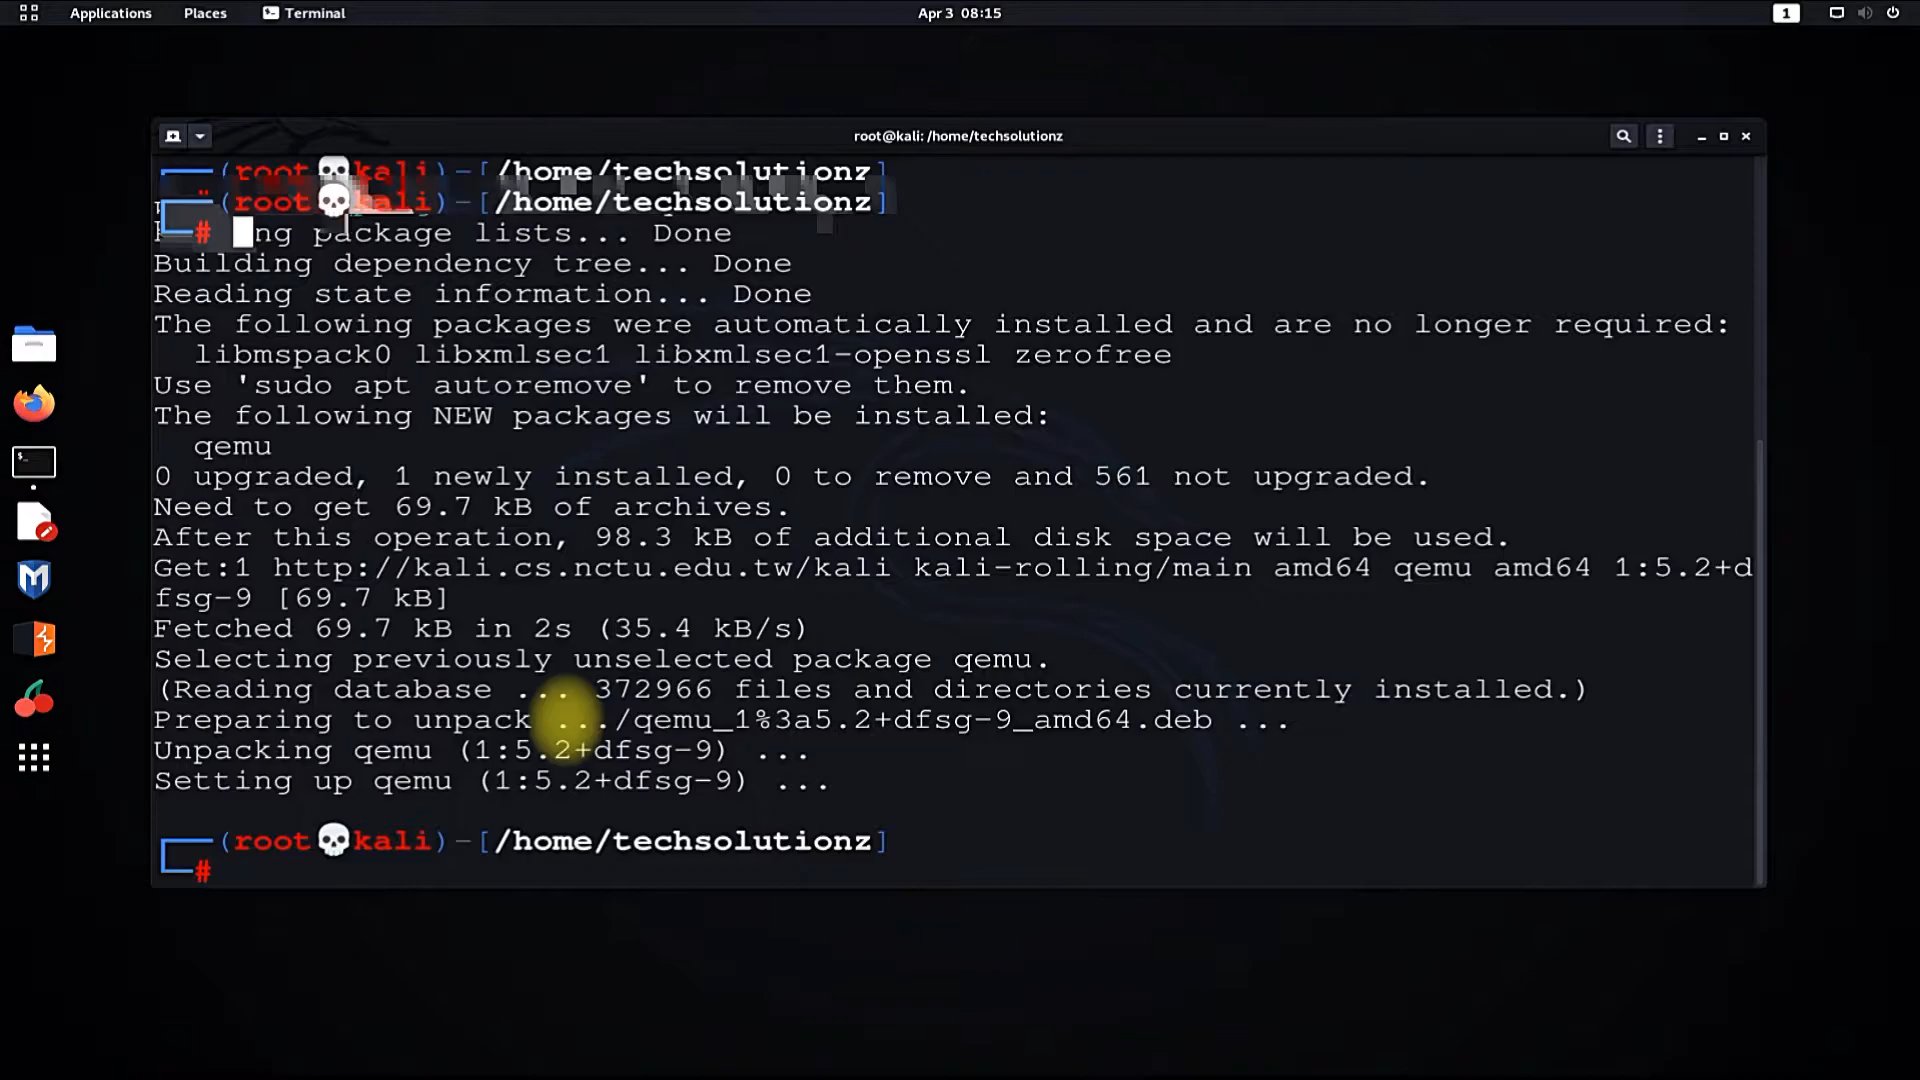 Applications Places Terminal Apr 3 08:15 1
root@kali: /home/techsolutionz
(root💀kali)-[/home/techsolutionz]
(root💀kali)-[/home/techsolutionz]
# ng package lists... Done
Building dependency tree... Done
Reading state information... Done
The following packages were automatically installed and are no longer required:
libmspack0 libxmlsec1 libxmlsec1-openssl zerofree
Use 'sudo apt autoremove' to remove them.
The following NEW packages will be installed:
qemu
0 upgraded, 1 newly installed, 0 to remove and 561 not upgraded.
Need to get 69.7 kB of archives.
After this operation, 98.3 kB of additional disk space will be used.
Get:1 http://kali.cs.nctu.edu.tw/kali kali-rolling/main amd64 qemu amd64 1:5.2+d
fsg-9 [69.7 kB]
Fetched 69.7 kB in 2s (35.4 kB/s)
Selecting previously unselected package qemu.
(Reading database ... 372966 files and directories currently installed.)
Preparing to unpack .../qemu_1%3a5.2+dfsg-9_amd64.deb ...
Unpacking qemu (1:5.2+dfsg-9) ...
Setting up qemu (1:5.2+dfsg-9) ...
(root💀kali)-[/home/techsolutionz]
#